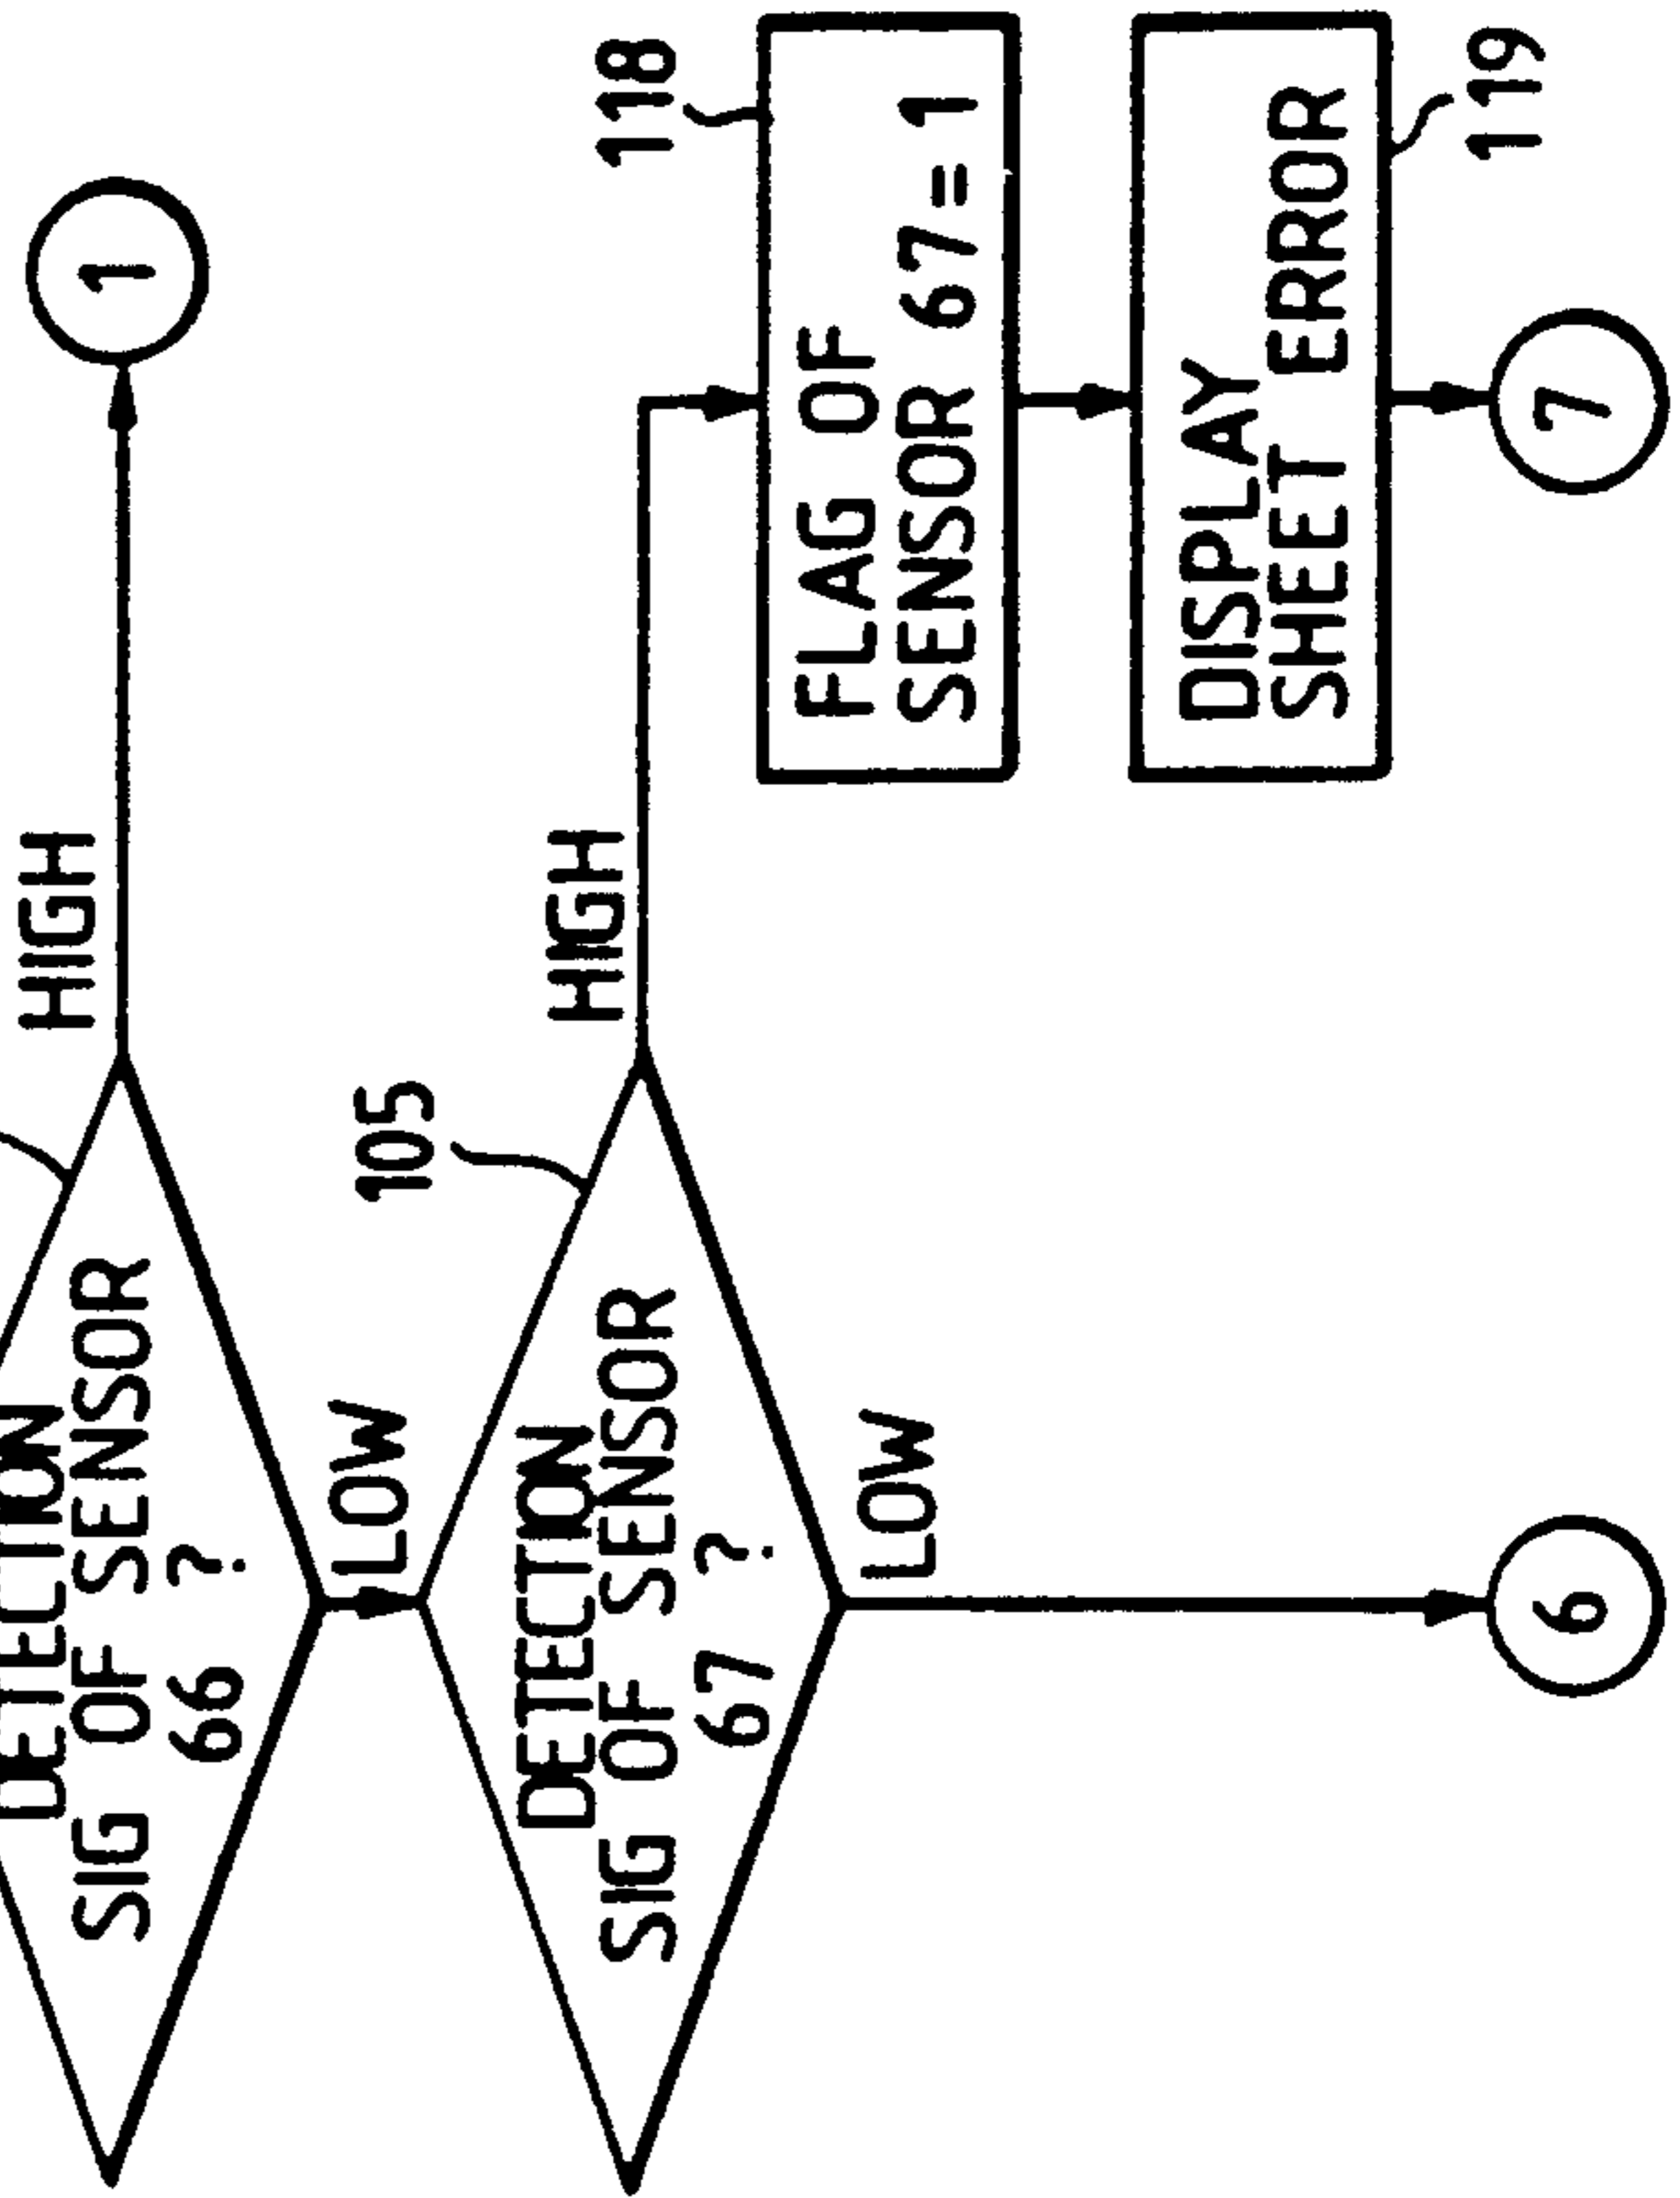 DETECTION
SIG OF SENSOR
66 ?
HIGH
1
LOW
105
DETECTION
SIG OF SENSOR
67 ?
HIGH
118
FLAG OF
SENSOR 67=1
DISPLAY
SHEET ERROR
119
LOW
6
7